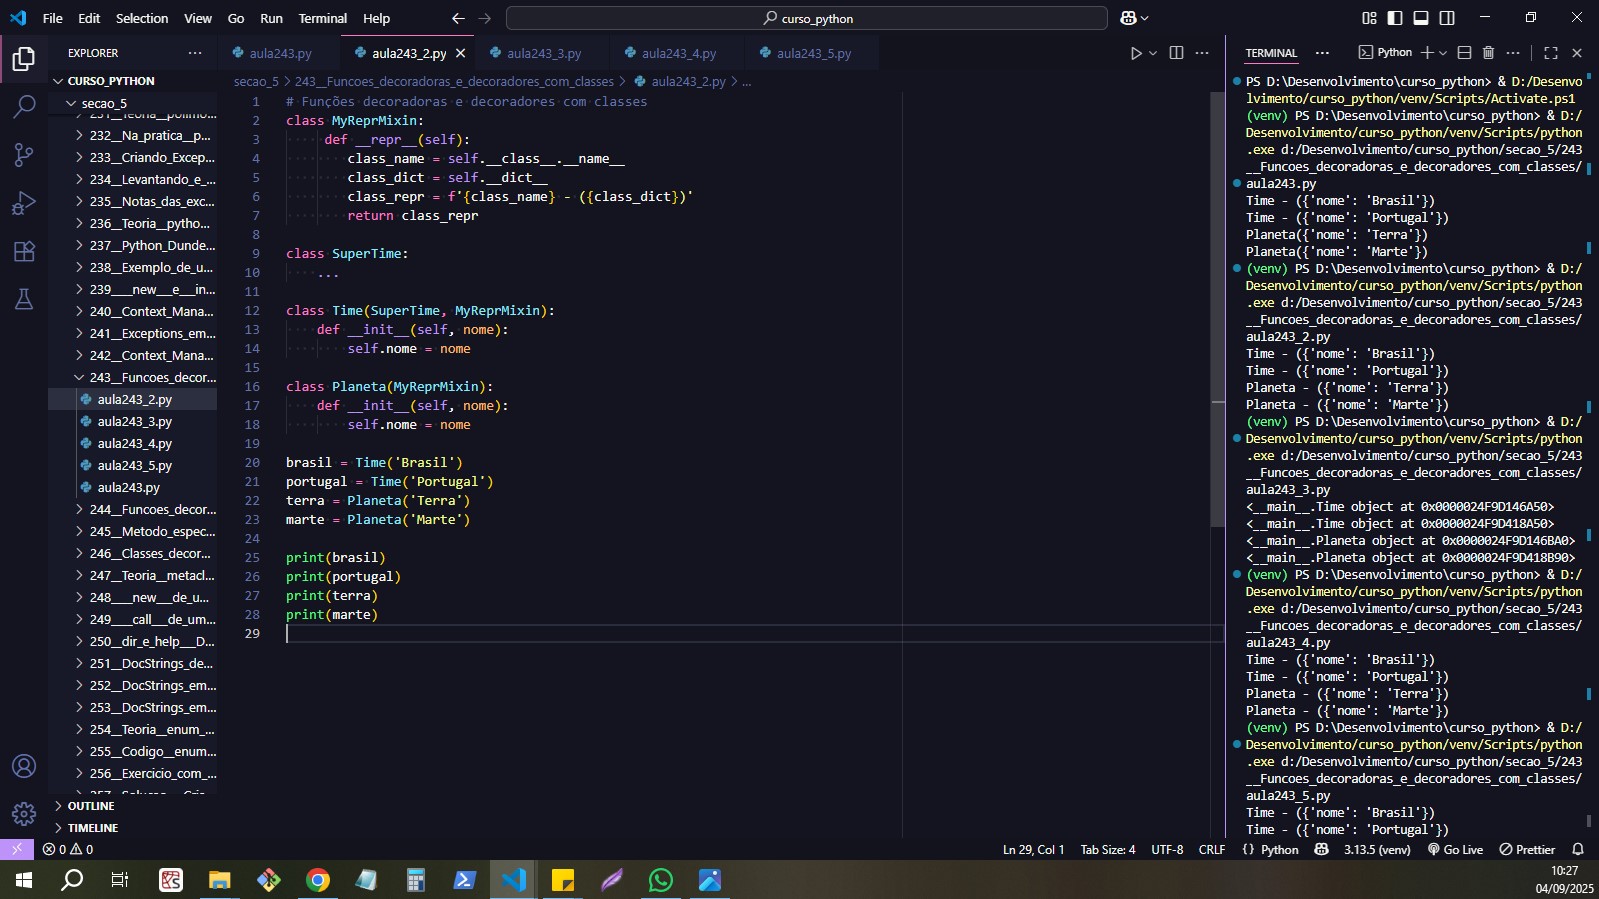 File Edit Selection View Go Run Terminal Help
curso_python
EXPLORER
CURSO_PYTHON
secao_5
231__Teoria__polimo...
232__Na_pratica__p...
233__Criando_Excep...
234__Levantando_e_...
235__Notas_das_exc...
236__Teoria__pytho...
237__Python_Dunde...
238__Exemplo_de_u...
239___new__e__in...
240__Context_Mana...
241__Exceptions_em...
242__Context_Mana...
243__Funcoes_decor...
aula243_2.py
aula243_3.py
aula243_4.py
aula243_5.py
aula243.py
244__Funcoes_decor...
245__Metodo_espec...
246__Classes_decor...
247__Teoria__metacl...
248___new___de_u...
249___call___de_um...
250__dir_e_help___D...
251__DocStrings_de...
252__DocStrings_em...
253__DocStrings_em...
254__Teoria__enum_...
255__Codigo__enum...
256__Exercicio_com_...
OUTLINE
TIMELINE
aula243.py aula243_2.py aula243_3.py aula243_4.py aula243_5.py
secao_5 > 243__Funcoes_decoradoras_e_decoradores_com_classes > aula243_2.py > ...
1 # Funções decoradoras e decoradores com classes
2 class MyReprMixin:
3 def __repr__(self):
4 class_name = self.__class__.__name__
5 class_dict = self.__dict__
6 class_repr = f'{class_name} - ({class_dict})'
7 return class_repr
8
9 class SuperTime:
10 ...
11
12 class Time(SuperTime, MyReprMixin):
13 def __init__(self, nome):
14 self.nome = nome
15
16 class Planeta(MyReprMixin):
17 def __init__(self, nome):
18 self.nome = nome
19
20 brasil = Time('Brasil')
21 portugal = Time('Portugal')
22 terra = Planeta('Terra')
23 marte = Planeta('Marte')
24
25 print(brasil)
26 print(portugal)
27 print(terra)
28 print(marte)
29
TERMINAL ... Python
PS D:\Desenvolvimento\curso_python> & D:/Desenvo
lvimento/curso_python/venv/Scripts/Activate.ps1
(venv) PS D:\Desenvolvimento\curso_python> & D:/
Desenvolvimento/curso_python/venv/Scripts/python
.exe d:/Desenvolvimento/curso_python/secao_5/243
__Funcoes_decoradoras_e_decoradores_com_classes/
aula243.py
Time - ({'nome': 'Brasil'})
Time - ({'nome': 'Portugal'})
Planeta({'nome': 'Terra'})
Planeta({'nome': 'Marte'})
(venv) PS D:\Desenvolvimento\curso_python> & D:/
Desenvolvimento/curso_python/venv/Scripts/python
.exe d:/Desenvolvimento/curso_python/secao_5/243
__Funcoes_decoradoras_e_decoradores_com_classes/
aula243_2.py
Time - ({'nome': 'Brasil'})
Time - ({'nome': 'Portugal'})
Planeta - ({'nome': 'Terra'})
Planeta - ({'nome': 'Marte'})
(venv) PS D:\Desenvolvimento\curso_python> & D:/
Desenvolvimento/curso_python/venv/Scripts/python
.exe d:/Desenvolvimento/curso_python/secao_5/243
__Funcoes_decoradoras_e_decoradores_com_classes/
aula243_3.py
<__main__.Time object at 0x0000024F9D146A50>
<__main__.Time object at 0x0000024F9D418A50>
<__main__.Planeta object at 0x0000024F9D146BA0>
<__main__.Planeta object at 0x0000024F9D418B90>
(venv) PS D:\Desenvolvimento\curso_python> & D:/
Desenvolvimento/curso_python/venv/Scripts/python
.exe d:/Desenvolvimento/curso_python/secao_5/243
__Funcoes_decoradoras_e_decoradores_com_classes/
aula243_4.py
Time - ({'nome': 'Brasil'})
Time - ({'nome': 'Portugal'})
Planeta - ({'nome': 'Terra'})
Planeta - ({'nome': 'Marte'})
(venv) PS D:\Desenvolvimento\curso_python> & D:/
Desenvolvimento/curso_python/venv/Scripts/python
.exe d:/Desenvolvimento/curso_python/secao_5/243
__Funcoes_decoradoras_e_decoradores_com_classes/
aula243_5.py
Time - ({'nome': 'Brasil'})
Time - ({'nome': 'Portugal'})
0 0 Ln 29, Col 1 Tab Size: 4 UTF-8 CRLF {} Python 3.13.5 (venv) Go Live Prettier
10:27
04/09/2025